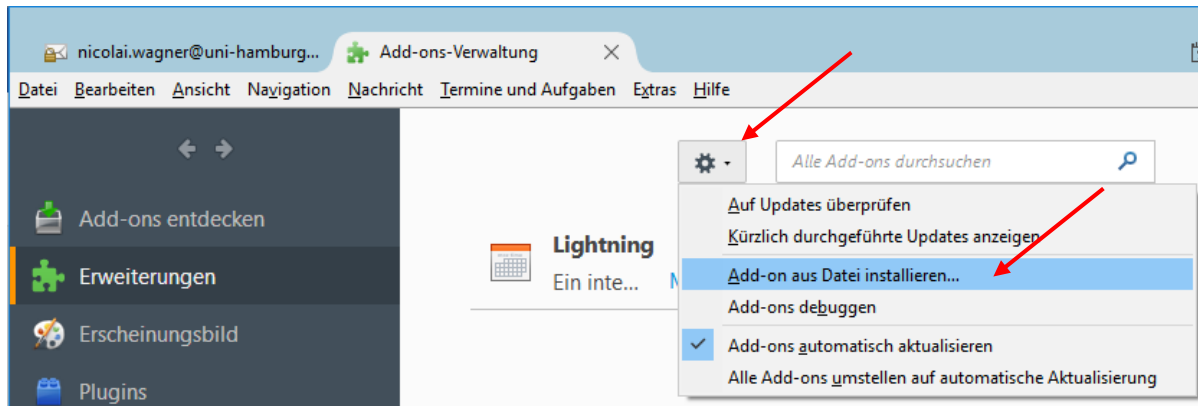 nicolai.wagner@uni-hamburg... Add-ons-Verwaltung
Datei Bearbeiten Ansicht Navigation Nachricht Termine und Aufgaben Extras Hilfe
Alle Add-ons durchsuchen
Add-ons entdecken
Erweiterungen
Erscheinungsbild
Plugins
Lightning
Ein inte...
Auf Updates überprüfen
Kürzlich durchgeführte Updates anzeigen
Add-on aus Datei installieren...
Add-ons debuggen
Add-ons automatisch aktualisieren
Alle Add-ons umstellen auf automatische Aktualisierung